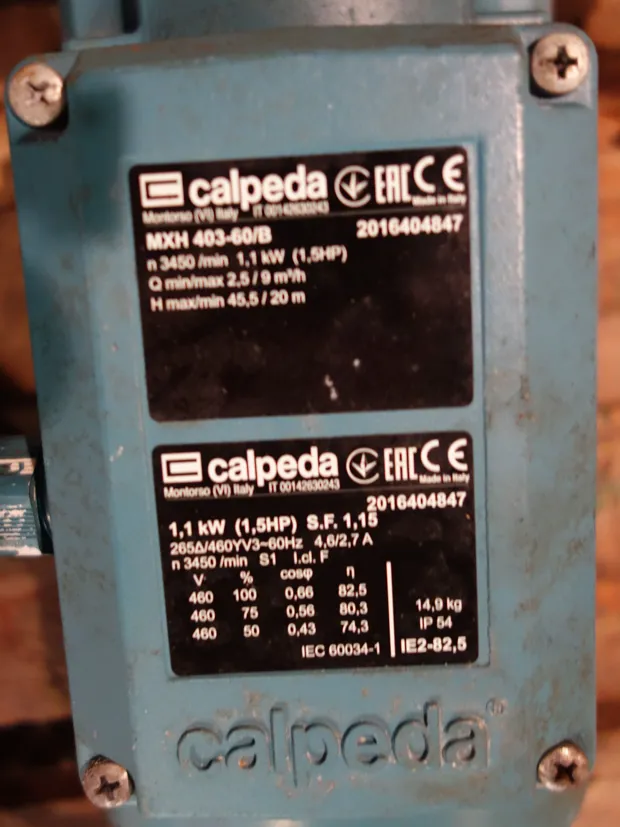 calpeda EAC CE
Montorso (VI) Italy IT 00142630243 Made in Italy
MXH 403-60/B 2016404847
n 3450 /min 1,1 kW (1,5HP)
Q min/max 2,5 / 9 m³/h
H max/min 45,5 / 20 m
calpeda EAC CE
Montorso (VI) Italy IT 00142630243 Made in Italy
2016404847
1,1 kW (1,5HP) S.F. 1,15
265Δ/460YV3~60Hz 4,6/2,7 A
n 3450 /min S1 I.cl. F
V % cosφ η
460 100 0,66 82,5
460 75 0,56 80,3 14,9 kg
460 50 0,43 74,3 IP 54
IEC 60034-1 IE2-82,5
calpeda®